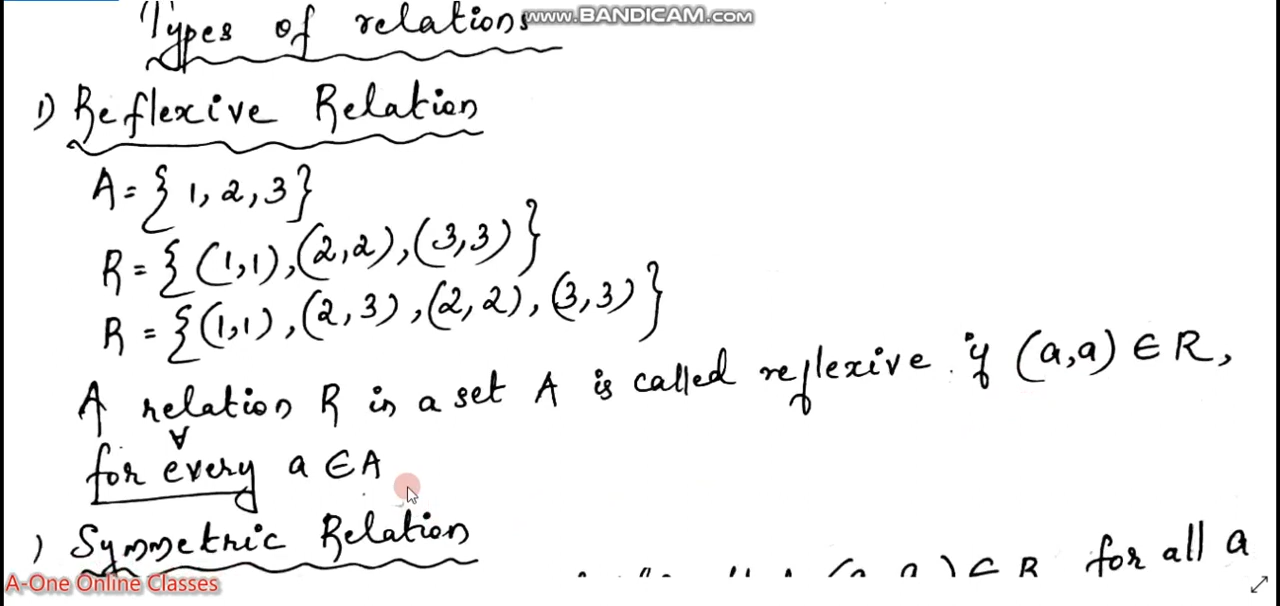 Types of relations
www.BANDICAM.com
1) Reflexive Relation
A = { 1, 2, 3 }
R = { (1,1), (2,2), (3,3) }
R = { (1,1), (2,3), (2,2), (3,3) }
A relation R in a set A is called reflexive. if (a,a) ∈ R,
∀
for every a ∈ A
) Symmetric Relation
R for all a
A-One Online Classes